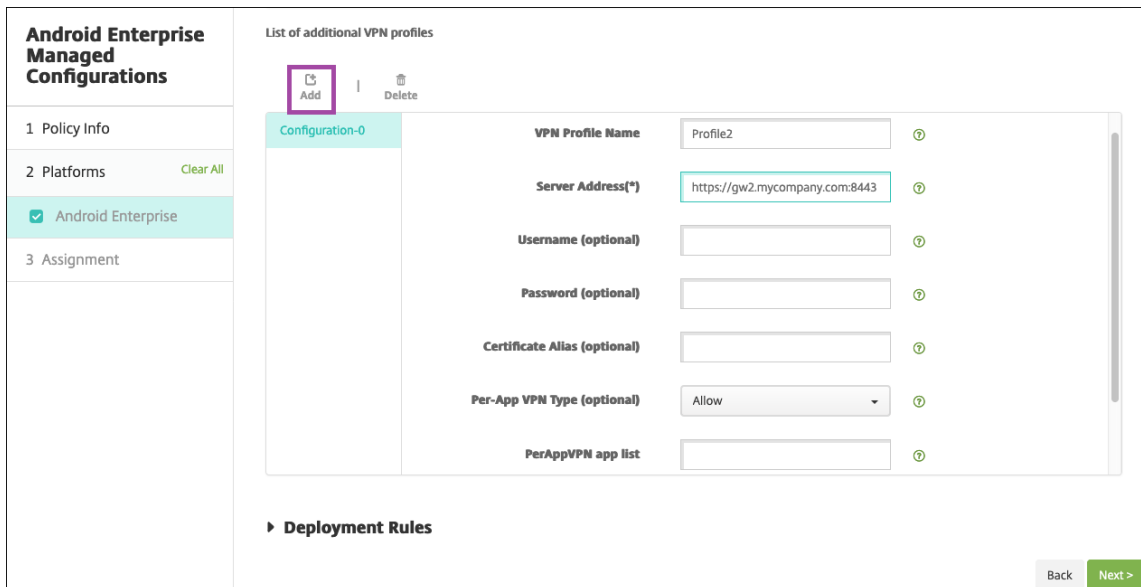 Android Enterprise
Managed
Configurations
1 Policy Info
2 Platforms
Clear All
Android Enterprise
3 Assignment
List of additional VPN profiles
Add
Delete
Configuration-0
VPN Profile Name
Profile2
Server Address(*)
https://gw2.mycompany.com:8443
Username (optional)
Password (optional)
Certificate Alias (optional)
Per-App VPN Type (optional)
Allow
PerAppVPN app list
Deployment Rules
Back
Next >